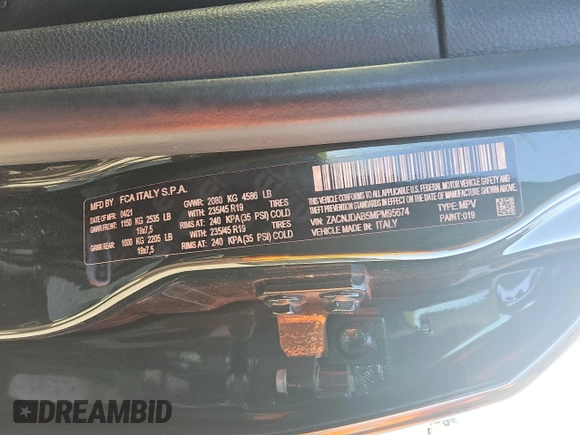 MFD BY FCA ITALY S.P.A.
DATE OF MFR: 04/21 GVWR: 2080 KG 4586 LB
GAWR FRONT: 1150 KG 2535 LB WITH: 235/45 R19 TIRES
19x7,5 RIMS AT: 240 KPA(35 PSI) COLD
GAWR REAR: 1000 KG 2205 LB WITH: 235/45 R19 TIRES
19x7,5 RIMS AT: 240 KPA(35 PSI) COLD
THIS VEHICLE CONFORMS TO ALL APPLICABLE FEDERAL MOTOR VEHICLE SAFETY, BUMPER, AND
THEFT PREVENTION STANDARDS IN EFFECT ON THE DATE OF MANUFACTURE SHOWN ABOVE.
VIN: ZACNJDAB5MPM95674 TYPE: MPV
VEHICLE MADE IN: ITALY PAINT: 019
DREAMBID